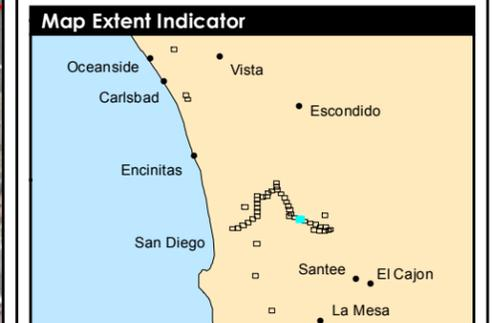 Map Extent Indicator
Oceanside
Vista
Carlsbad
Escondido
Encinitas
San Diego
Santee
El Cajon
La Mesa